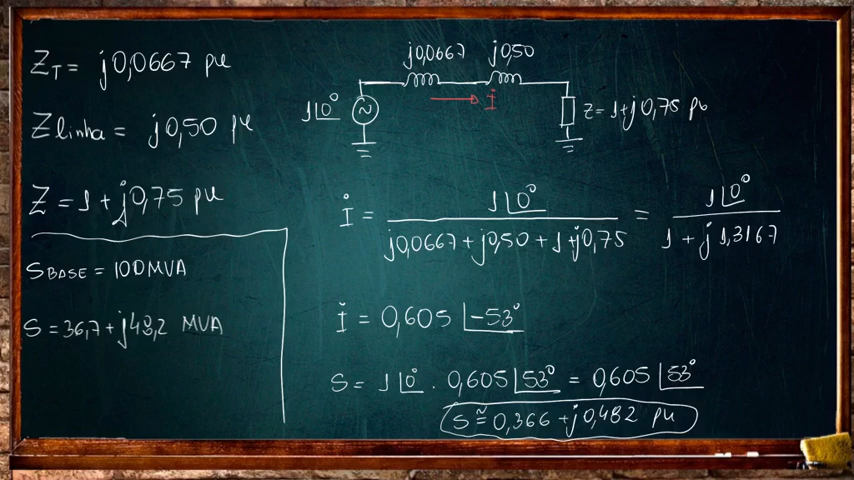 Z_T = j0,0667 pu
Zlinha = j0,50 pu
Z = 1 + j0,75 pu
S_BASE = 100MVA
S = 36,7 + j48,2 MVA
j0,0667 j0,50
1∠0° ~ İ Z = 1+j0,75 pu
İ = 1∠0° / j0,0667 + j0,50 + 1 + j0,75 = 1∠0° / 1 + j1,3167
İ = 0,605 ∠-53°
S = 1∠0° . 0,605∠53° = 0,605 ∠53°
S ≅ 0,366 + j0,482 pu